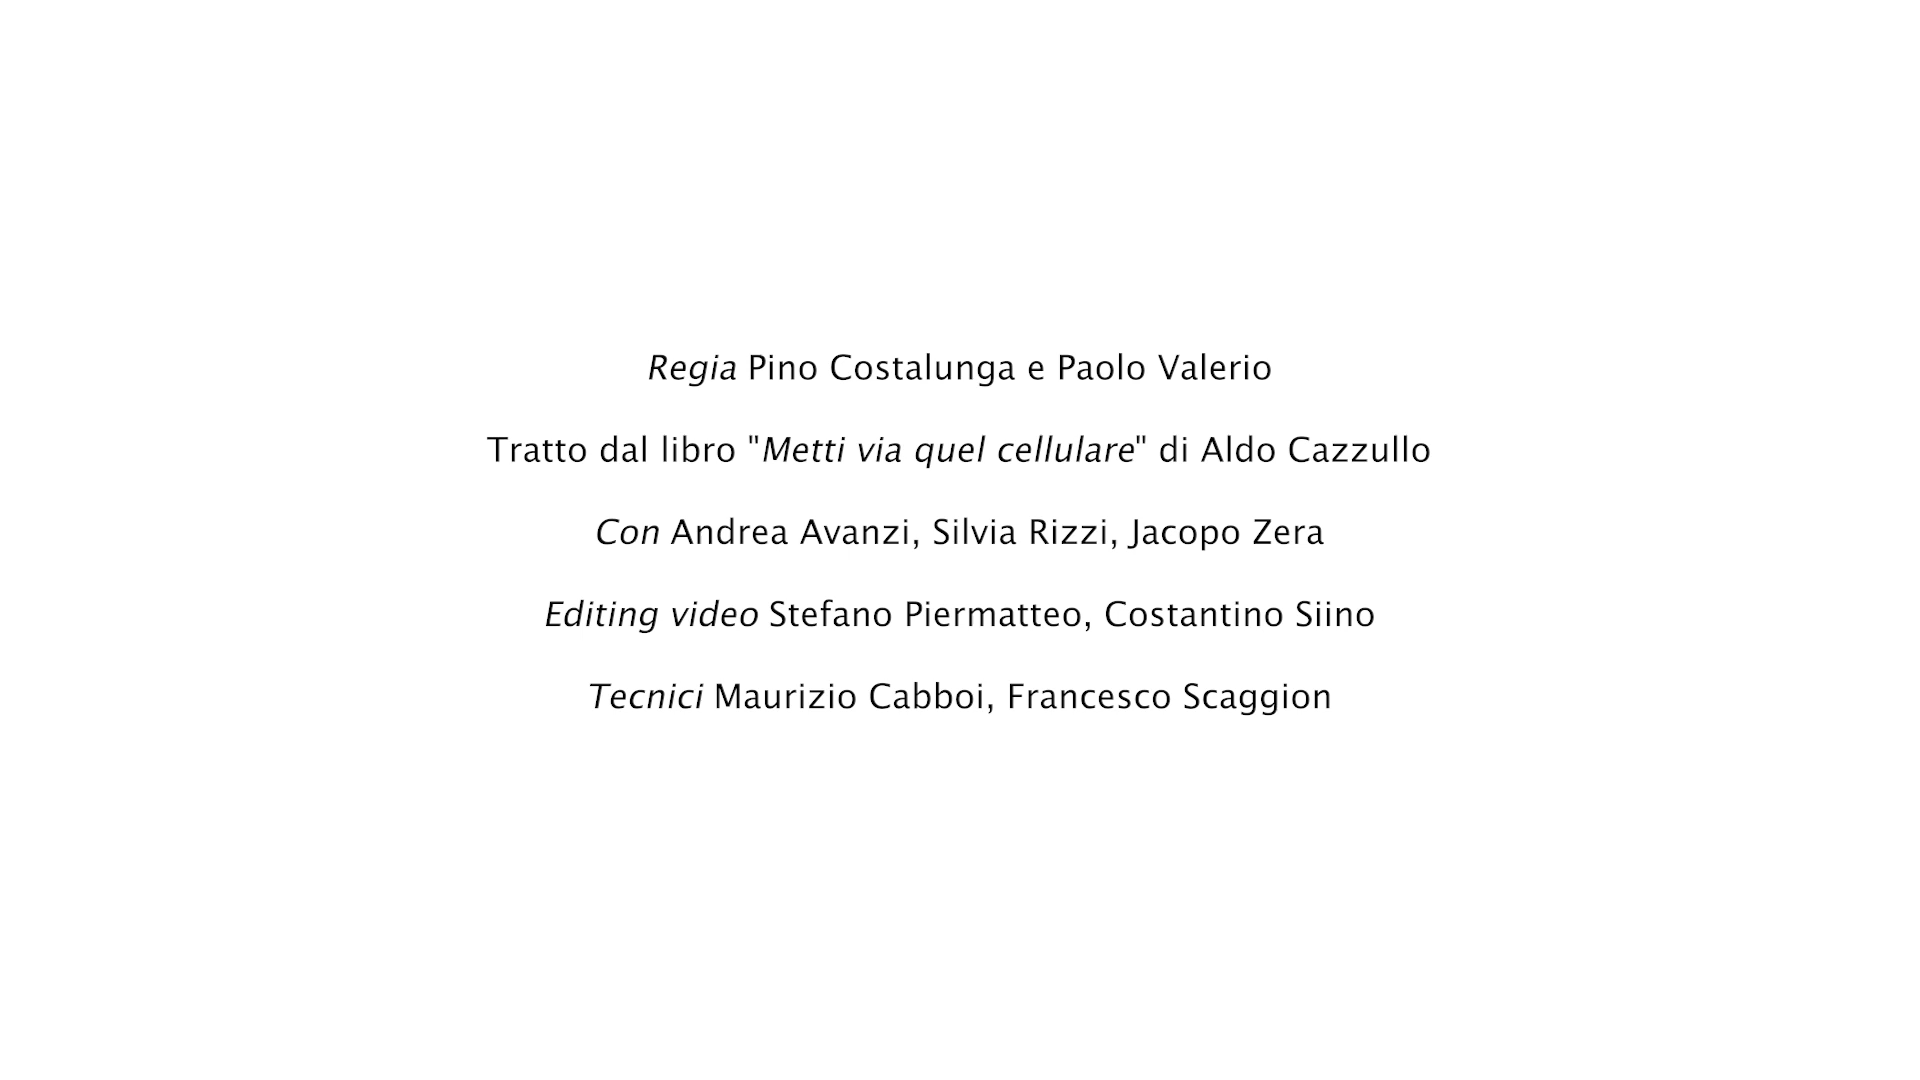 Regia Pino Costalunga e Paolo Valerio
Tratto dal libro "Metti via quel cellulare" di Aldo Cazzullo
Con Andrea Avanzi, Silvia Rizzi, Jacopo Zera
Editing video Stefano Piermatteo, Costantino Siino
Tecnici Maurizio Cabboi, Francesco Scaggion